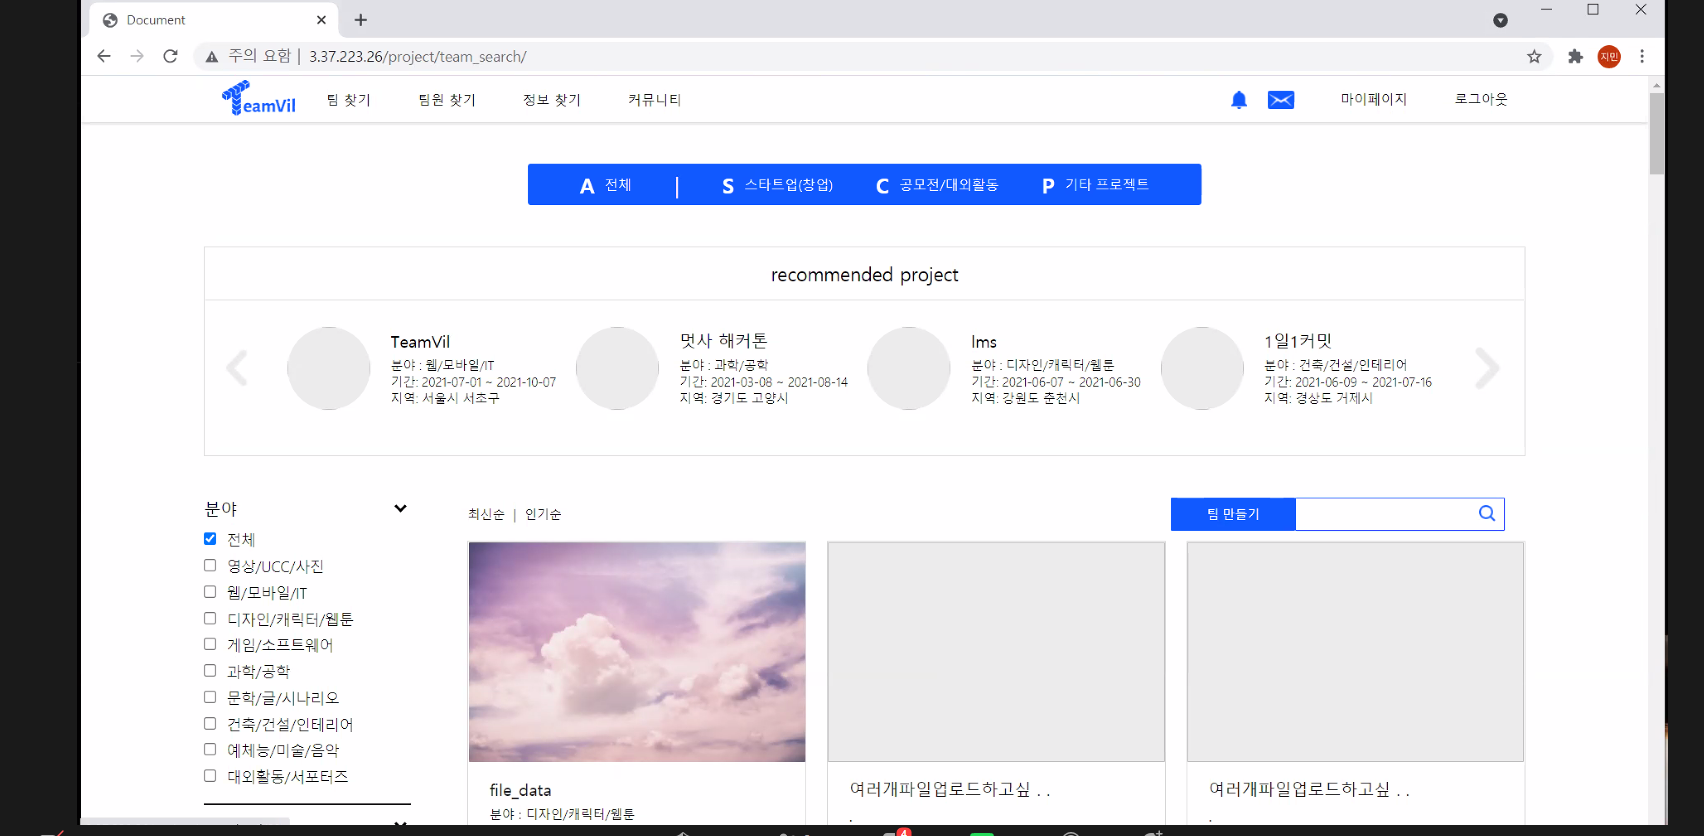 Document
주의 요함 | 3.37.223.26/project/team_search/
지민
TeamVil 팀 찾기 팀원 찾기 정보 찾기 커뮤니티 마이페이지 로그아웃
A 전체 | S 스타트업(창업) C 공모전/대외활동 P 기타 프로젝트
recommended project
TeamVil
분야 : 웹/모바일/IT
기간: 2021-07-01 ~ 2021-10-07
지역: 서울시 서초구
멋사 해커톤
분야 : 과학/공학
기간: 2021-03-08 ~ 2021-08-14
지역: 경기도 고양시
lms
분야 : 디자인/캐릭터/웹툰
기간: 2021-06-07 ~ 2021-06-30
지역: 강원도 춘천시
1일1커밋
분야 : 건축/건설/인테리어
기간: 2021-06-09 ~ 2021-07-16
지역: 경상도 거제시
분야
전체
영상/UCC/사진
웹/모바일/IT
디자인/캐릭터/웹툰
게임/소프트웨어
과학/공학
문학/글/시나리오
건축/건설/인테리어
예체능/미술/음악
대외활동/서포터즈
최신순 | 인기순
팀 만들기
file_data
분야 : 디자인/캐릭터/웹툰
여러개파일업로드하고싶 . .
.
여러개파일업로드하고싶 . .
.
4